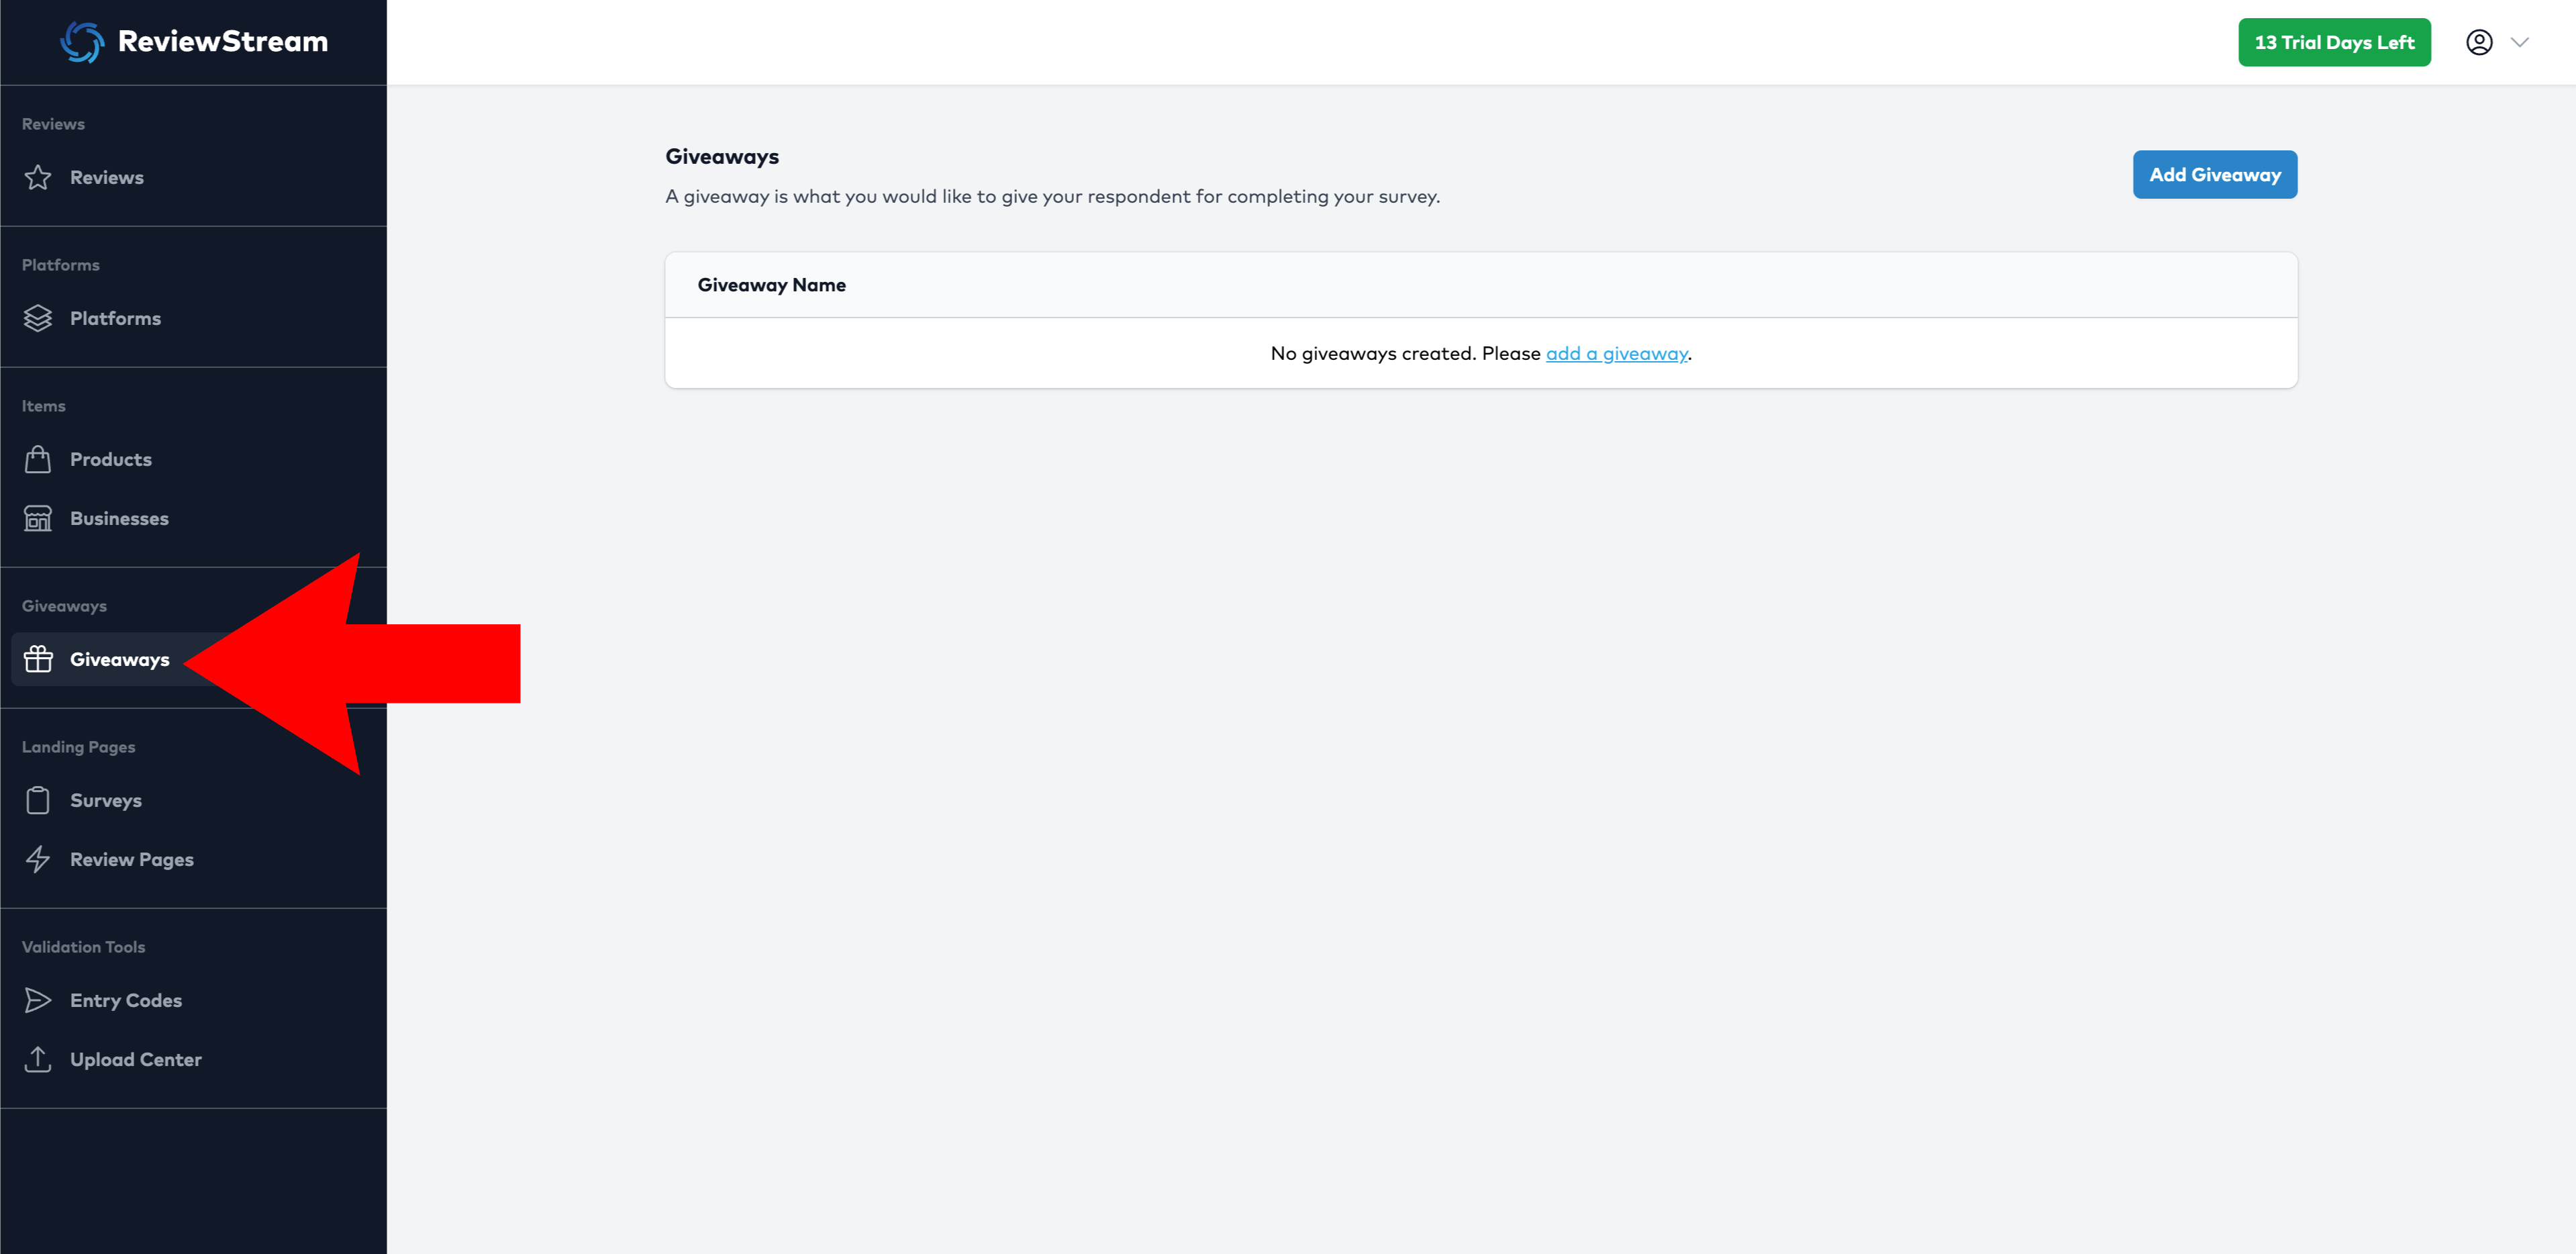 ReviewStream
13 Trial Days Left
Reviews
Reviews
Platforms
Platforms
Items
Products
Businesses
Giveaways
Giveaways
Landing Pages
Surveys
Review Pages
Validation Tools
Entry Codes
Upload Center
Giveaways
A giveaway is what you would like to give your respondent for completing your survey.
Add Giveaway
Giveaway Name
No giveaways created. Please add a giveaway.